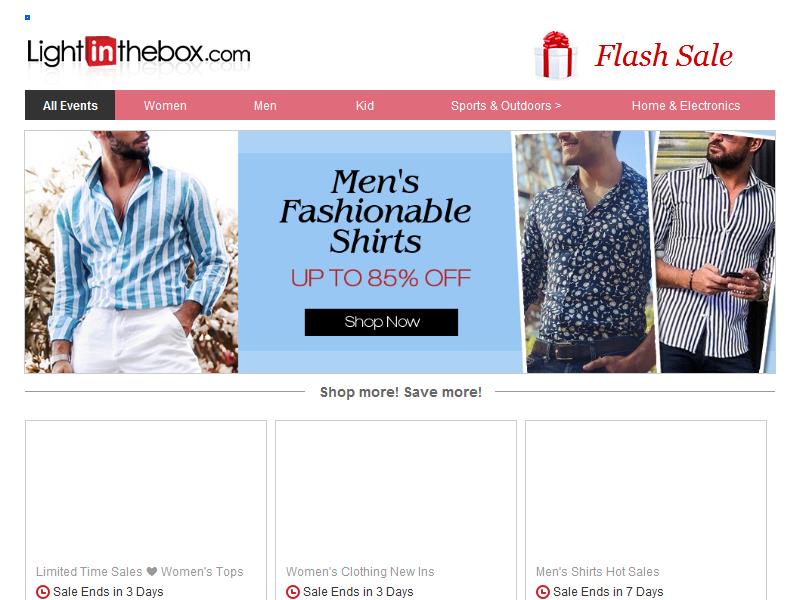 Lightinthebox.com
Flash Sale
All Events Women Men Kid Sports & Outdoors > Home & Electronics
Men's
Fashionable
Shirts
UP TO 85% OFF
Shop Now
Shop more! Save more!
Limited Time Sales ❤ Women's Tops
Sale Ends in 3 Days
Women's Clothing New Ins
Sale Ends in 3 Days
Men's Shirts Hot Sales
Sale Ends in 7 Days